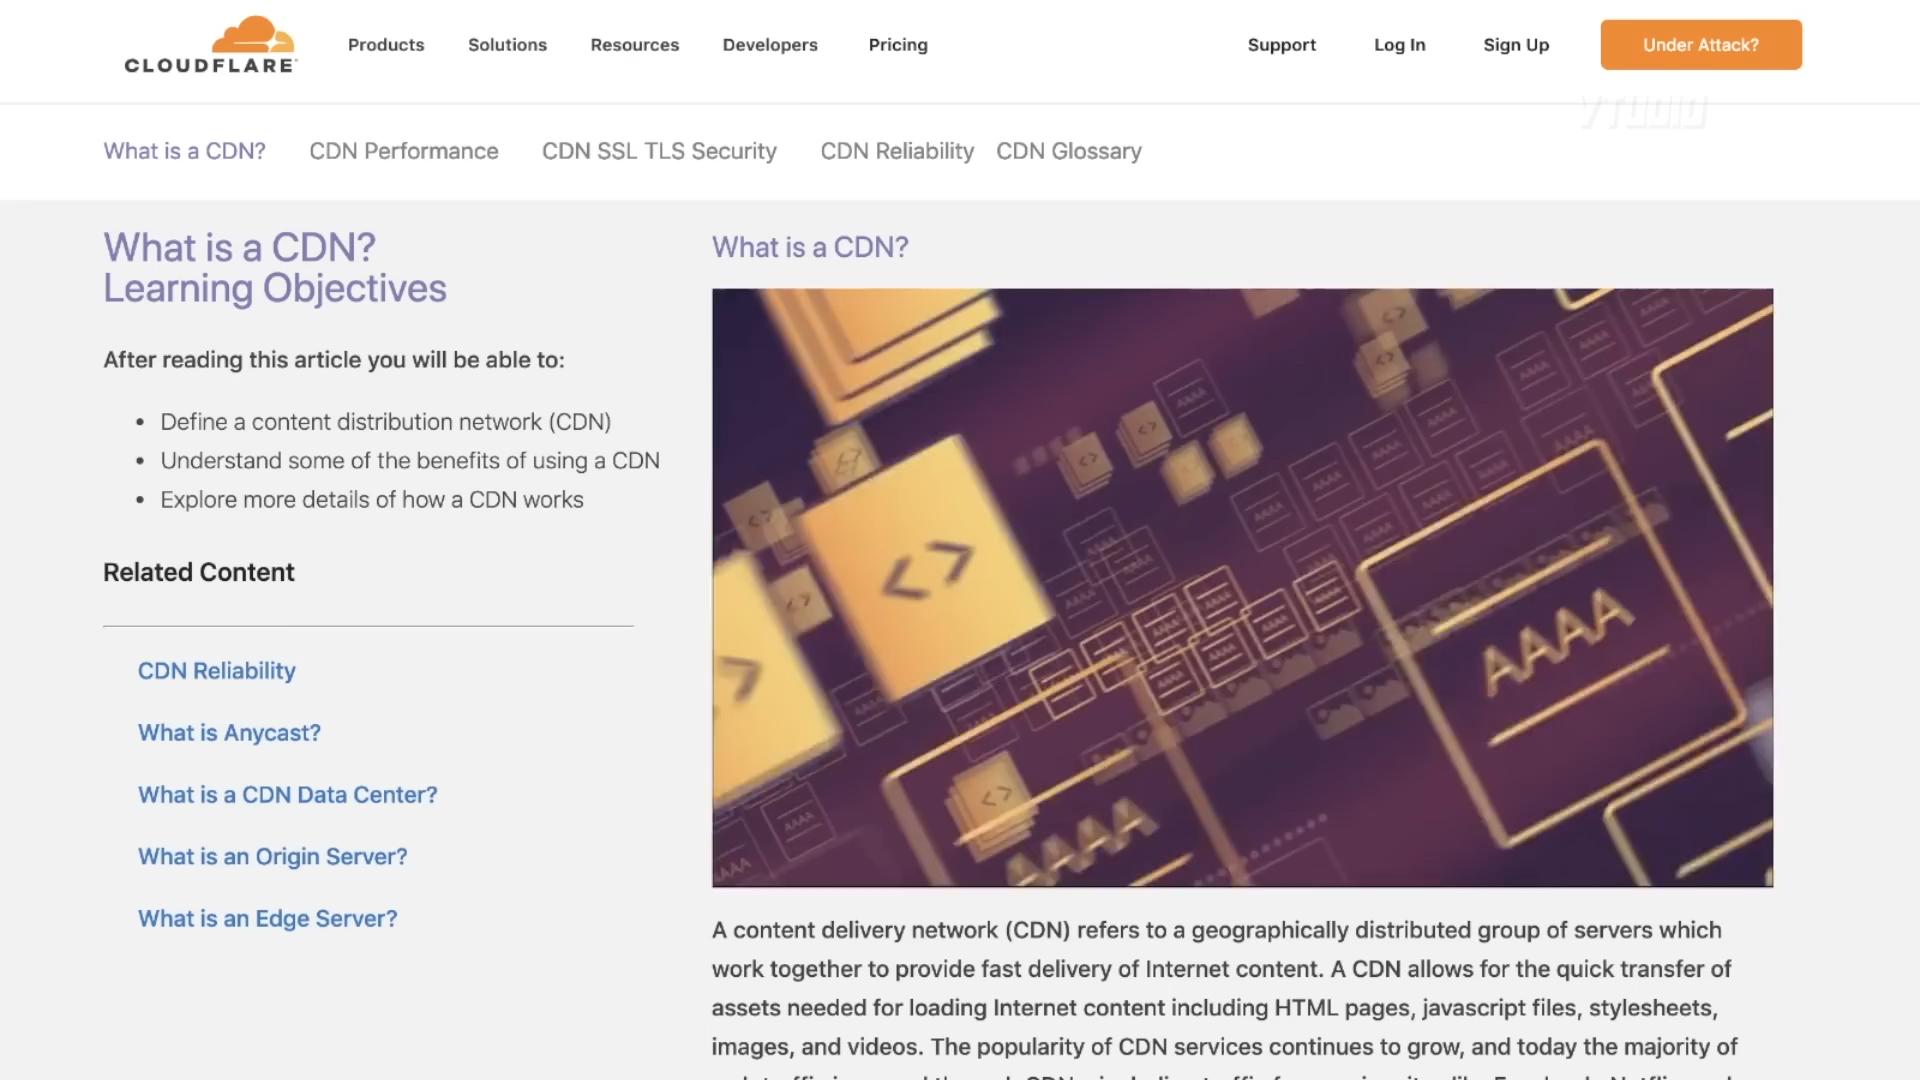 CLOUDFLARE
Products Solutions Resources Developers Pricing Support Log In Sign Up Under Attack?
VTUDIO
What is a CDN? CDN Performance CDN SSL TLS Security CDN Reliability CDN Glossary
What is a CDN?
Learning Objectives
After reading this article you will be able to:
• Define a content distribution network (CDN)
• Understand some of the benefits of using a CDN
• Explore more details of how a CDN works
Related Content
CDN Reliability
What is Anycast?
What is a CDN Data Center?
What is an Origin Server?
What is an Edge Server?
What is a CDN?
<>
AAAA
AAAA
A content delivery network (CDN) refers to a geographically distributed group of servers which
work together to provide fast delivery of Internet content. A CDN allows for the quick transfer of
assets needed for loading Internet content including HTML pages, javascript files, stylesheets,
images, and videos. The popularity of CDN services continues to grow, and today the majority of